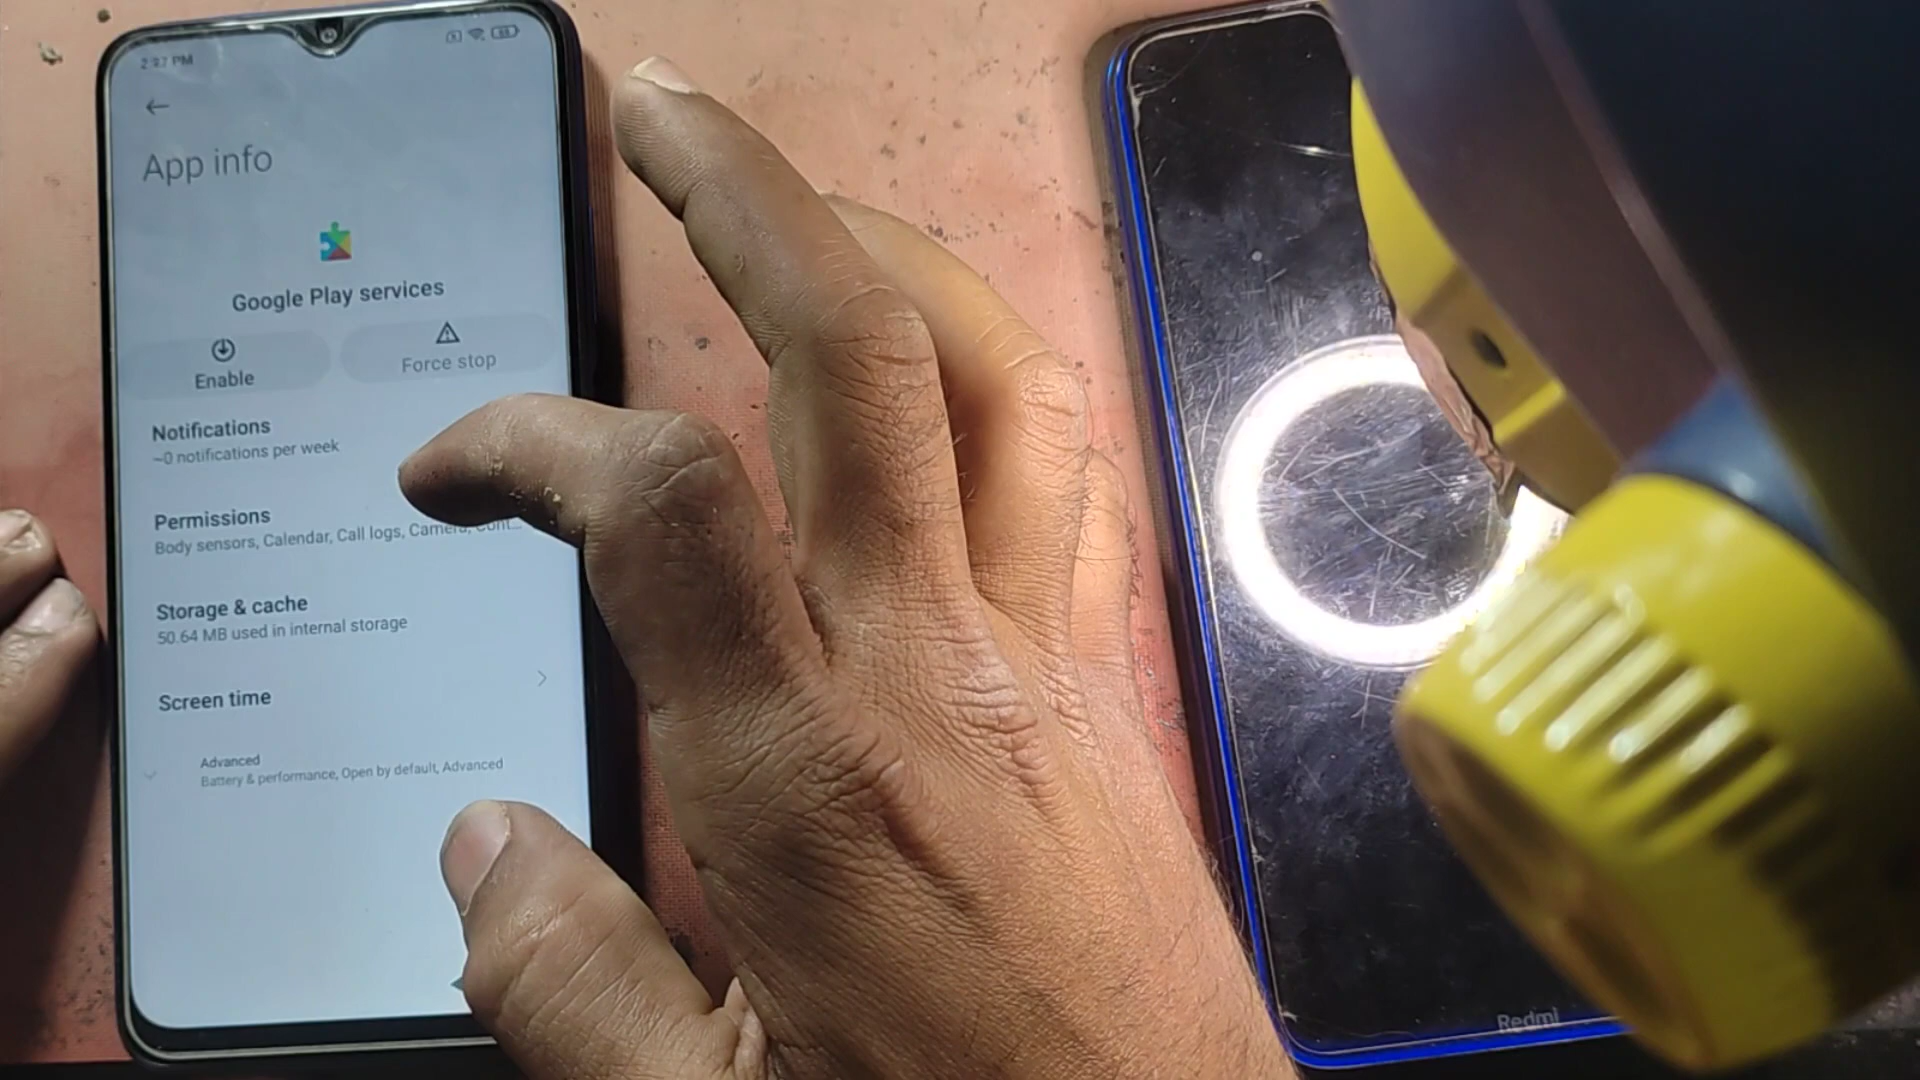 2:37 PM
App info
Google Play services
Enable
Force stop
Notifications
~0 notifications per week
Permissions
Body sensors, Calendar, Call logs, Camera, Cont...
Storage & cache
50.64 MB used in internal storage
Screen time
Advanced
Battery & performance, Open by default, Advanced
Redmi